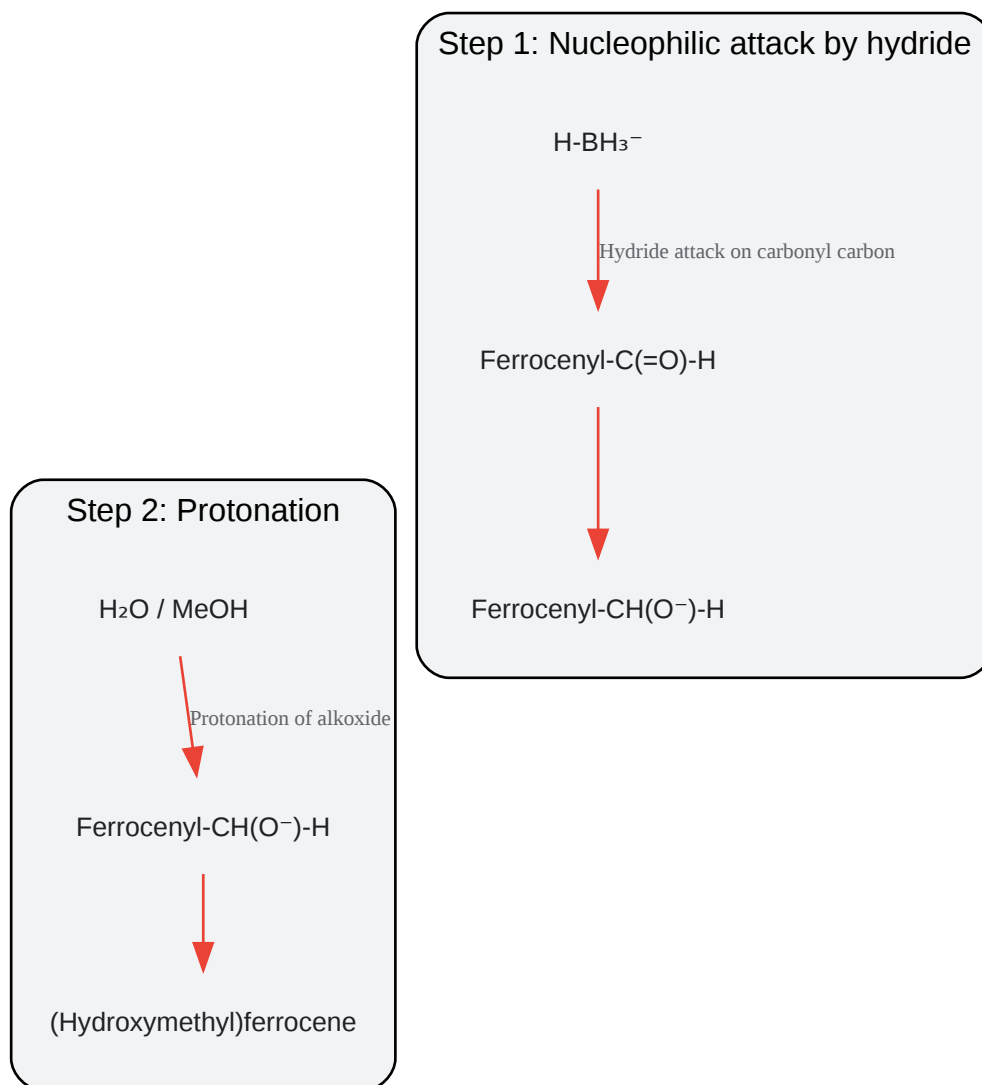 Step 1: Nucleophilic attack by hydride
H-BH₃⁻
Hydride attack on carbonyl carbon
Ferrocenyl-C(=O)-H
Ferrocenyl-CH(O⁻)-H
Step 2: Protonation
H₂O / MeOH
Protonation of alkoxide
Ferrocenyl-CH(O⁻)-H
(Hydroxymethyl)ferrocene